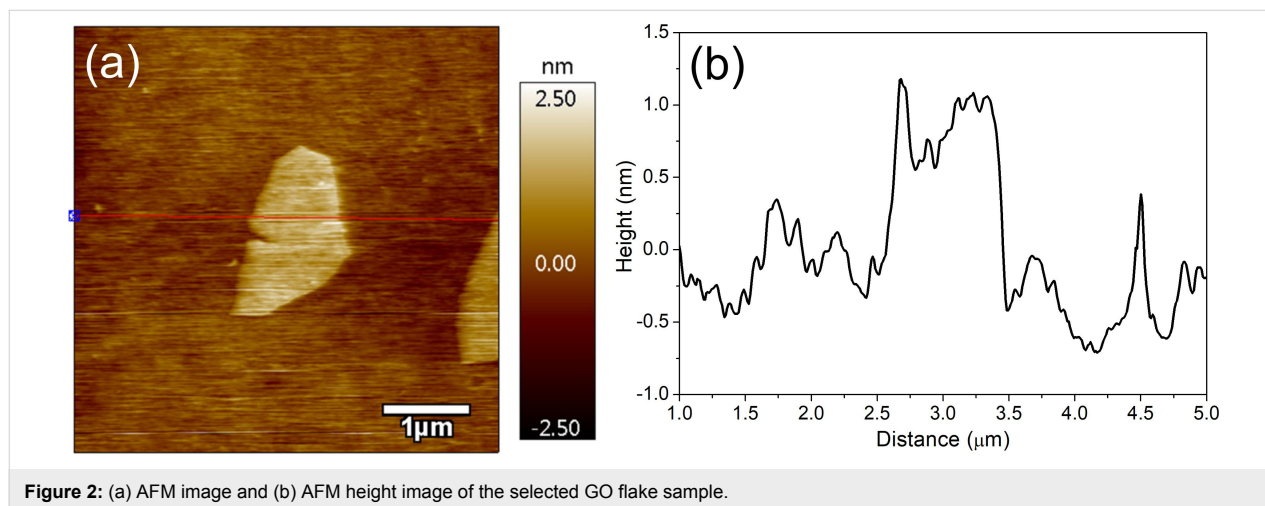 (a)
nm
2.50
0.00
-2.50
1μm
(b)
1.5
1.0
0.5
0.0
-0.5
-1.0
Height (nm)
1.0 1.5 2.0 2.5 3.0 3.5 4.0 4.5 5.0
Distance (μm)
Figure 2: (a) AFM image and (b) AFM height image of the selected GO flake sample.